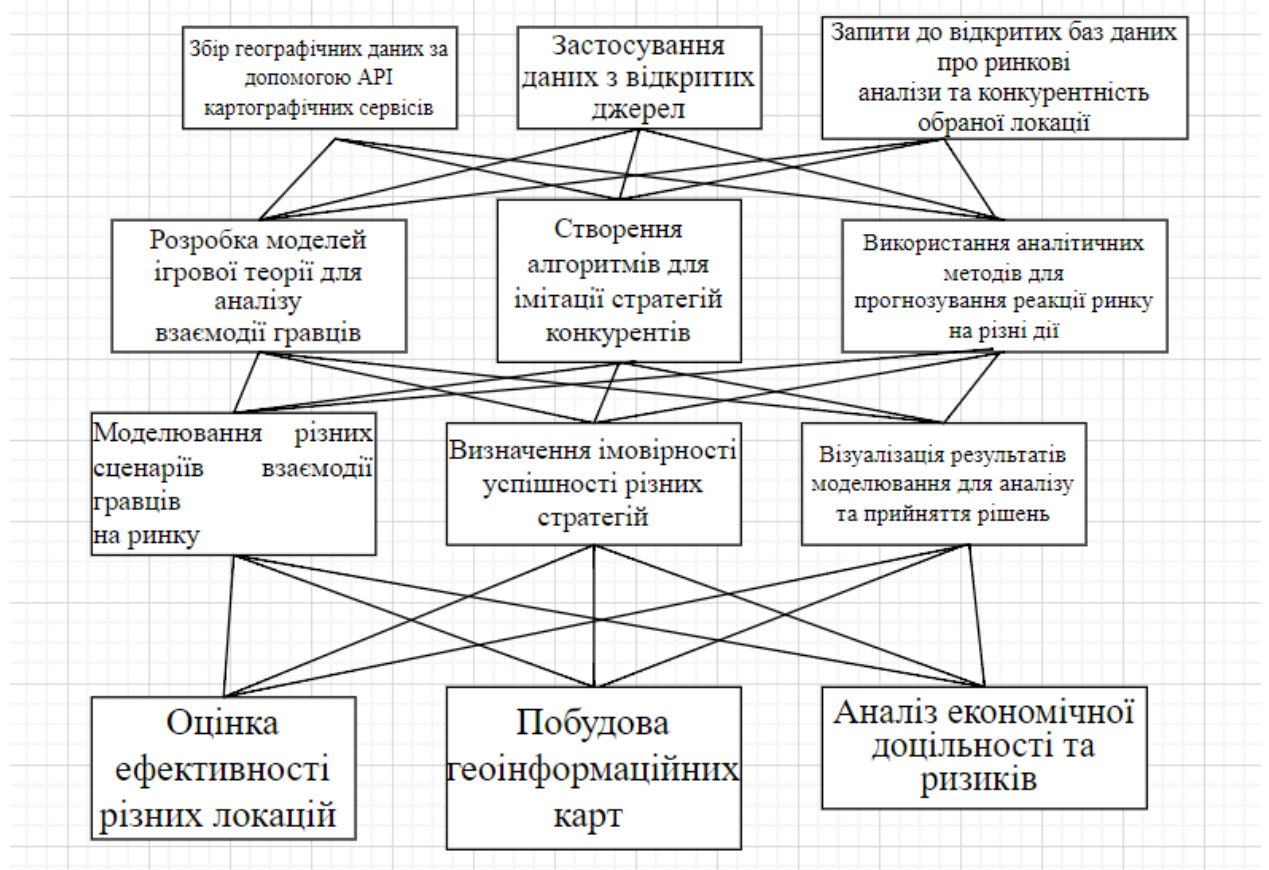 Збір географічних даних за
допомогою API
картографічних сервісів
Застосування
даних з відкритих
джерел
Запити до відкритих баз даних
про ринкові
аналізи та конкурентність
обраної локації
Розробка моделей
ігрової теорії для
аналізу
взаємодії гравців
Створення
алгоритмів для
імітації стратегій
конкурентів
Використання аналітичних
методів для
прогнозування реакції ринку
на різні дії
Моделювання різних
сценаріїв взаємодії
гравців
на ринку
Визначення імовірності
успішності різних
стратегій
Візуалізація результатів
моделювання для аналізу
та прийняття рішень
Оцінка
ефективності
різних локацій
Побудова
геоінформаційних
карт
Аналіз економічної
доцільності та
ризиків